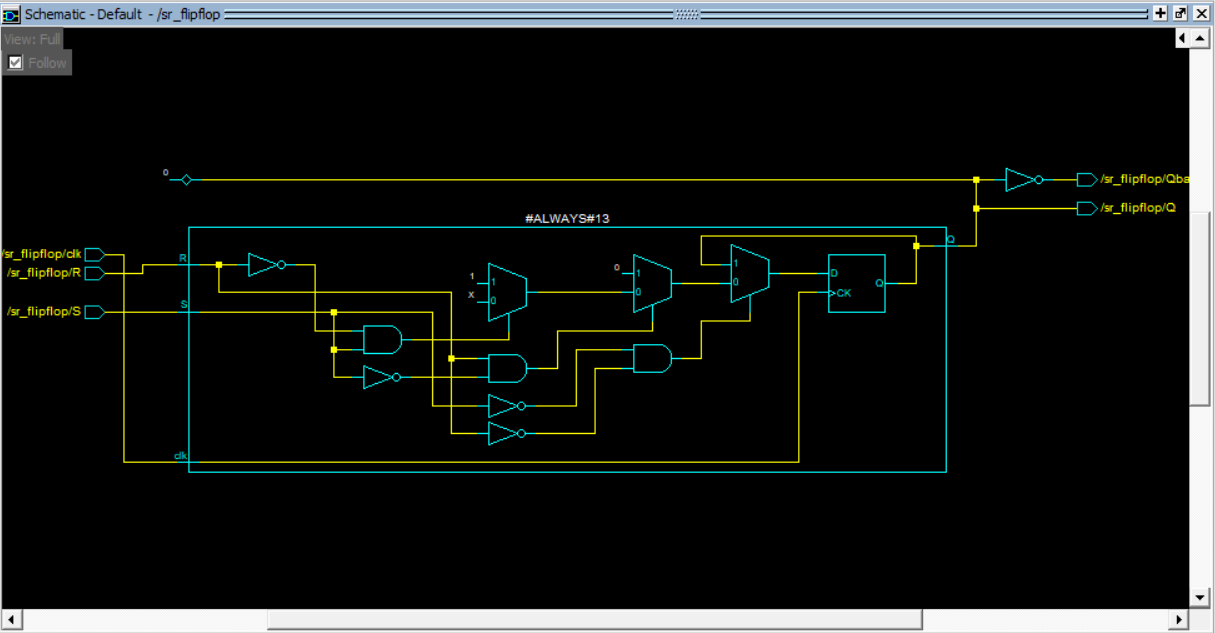 Schematic - Default - /sr_flipflop
View: Full
Follow
0
/sr_flipflop/Qba
/sr_flipflop/Q
#ALWAYS#13
/sr_flipflop/clk
/sr_flipflop/R
/sr_flipflop/S
R
S
clk
Q
1
x
1
0
0
1
0
1
0
D
CK
Q